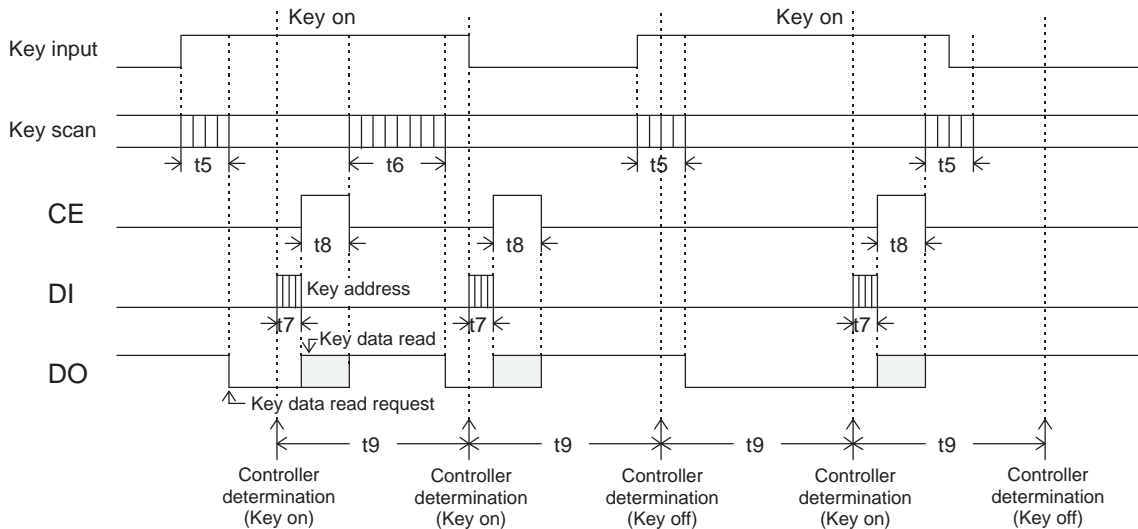 Key on
Key on
Key input
Key scan
t5
t6
t5
t5
CE
t8
t8
t8
DI
Key address
t7
t7
t7
Key data read
DO
Key data read request
t9
t9
t9
t9
Controller
determination
(Key on)
Controller
determination
(Key on)
Controller
determination
(Key off)
Controller
determination
(Key on)
Controller
determination
(Key off)